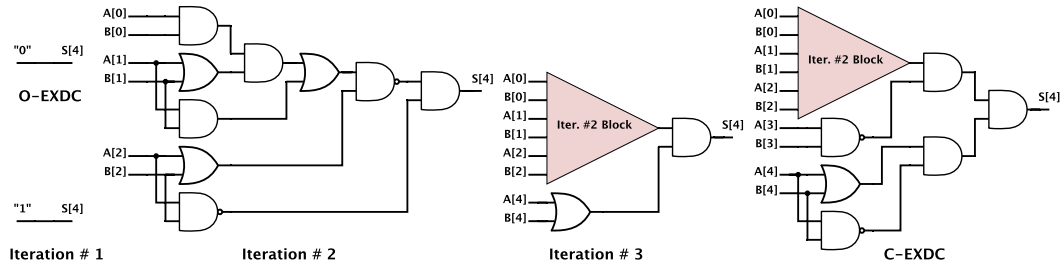 "0" S[4]
O-EXDC
"1" S[4]
Iteration # 1
A[0]
B[0]
A[1]
B[1]
A[2]
B[2]
S[4]
Iteration # 2
A[0]
B[0]
A[1]
B[1]
A[2]
B[2]
Iter. #2 Block
A[4]
B[4]
S[4]
Iteration # 3
A[0]
B[0]
A[1]
B[1]
A[2]
B[2]
Iter. #2 Block
A[3]
B[3]
A[4]
B[4]
S[4]
C-EXDC